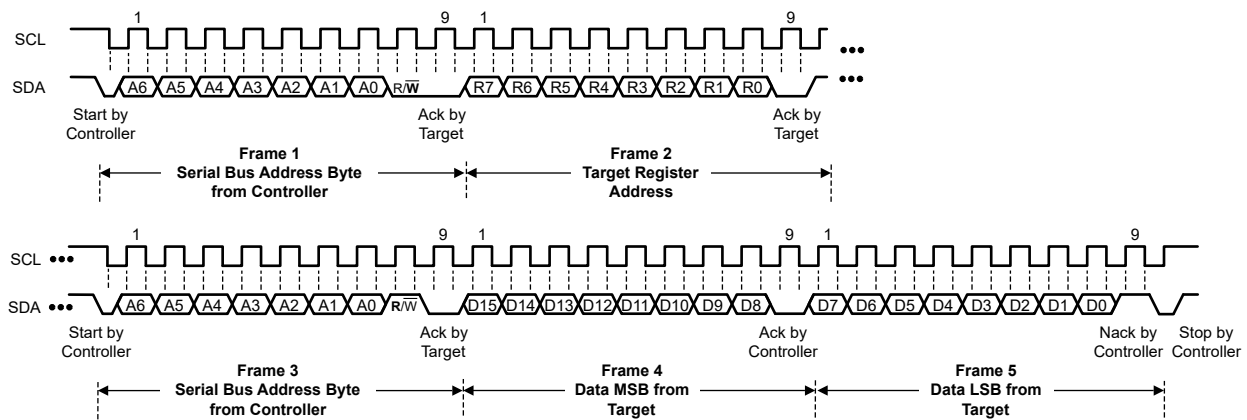 1 9 1 9
SCL •••
SDA A6 A5 A4 A3 A2 A1 A0 R/W̅ R7 R6 R5 R4 R3 R2 R1 R0 •••
Start by Controller
Ack by Target
Ack by Target
Frame 1
Serial Bus Address Byte
from Controller
Frame 2
Target Register
Address
1 9 1 9 1 9
SCL •••
SDA ••• A6 A5 A4 A3 A2 A1 A0 R/W̅ D15 D14 D13 D12 D11 D10 D9 D8 D7 D6 D5 D4 D3 D2 D1 D0
Start by Controller
Ack by Target
Ack by Controller
Nack by Controller
Stop by Controller
Frame 3
Serial Bus Address Byte
from Controller
Frame 4
Data MSB from
Target
Frame 5
Data LSB from
Target